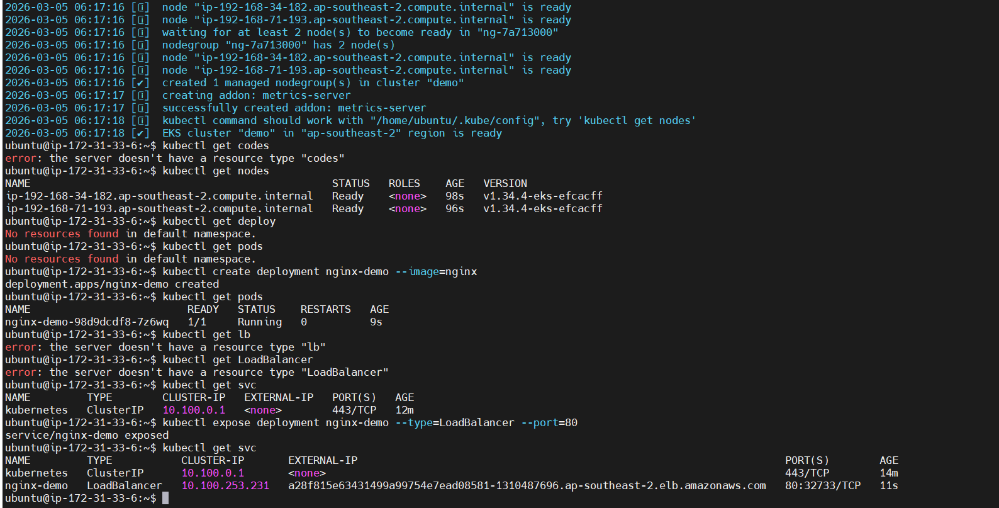 2026-03-05 06:17:16 [ℹ]  node "ip-192-168-34-182.ap-southeast-2.compute.internal" is ready
2026-03-05 06:17:16 [ℹ]  node "ip-192-168-71-193.ap-southeast-2.compute.internal" is ready
2026-03-05 06:17:16 [ℹ]  waiting for at least 2 node(s) to become ready in "ng-7a713000"
2026-03-05 06:17:16 [ℹ]  nodegroup "ng-7a713000" has 2 node(s)
2026-03-05 06:17:16 [ℹ]  node "ip-192-168-34-182.ap-southeast-2.compute.internal" is ready
2026-03-05 06:17:16 [ℹ]  node "ip-192-168-71-193.ap-southeast-2.compute.internal" is ready
2026-03-05 06:17:16 [✔]  created 1 managed nodegroup(s) in cluster "demo"
2026-03-05 06:17:17 [ℹ]  creating addon: metrics-server
2026-03-05 06:17:17 [ℹ]  successfully created addon: metrics-server
2026-03-05 06:17:18 [ℹ]  kubectl command should work with "/home/ubuntu/.kube/config", try 'kubectl get nodes'
2026-03-05 06:17:18 [✔]  EKS cluster "demo" in "ap-southeast-2" region is ready
ubuntu@ip-172-31-33-6:~$ kubectl get codes
error: the server doesn't have a resource type "codes"
ubuntu@ip-172-31-33-6:~$ kubectl get nodes
NAME                                                STATUS   ROLES    AGE   VERSION
ip-192-168-34-182.ap-southeast-2.compute.internal   Ready    <none>   98s   v1.34.4-eks-efcacff
ip-192-168-71-193.ap-southeast-2.compute.internal   Ready    <none>   96s   v1.34.4-eks-efcacff
ubuntu@ip-172-31-33-6:~$ kubectl get deploy
No resources found in default namespace.
ubuntu@ip-172-31-33-6:~$ kubectl get pods
No resources found in default namespace.
ubuntu@ip-172-31-33-6:~$ kubectl create deployment nginx-demo --image=nginx
deployment.apps/nginx-demo created
ubuntu@ip-172-31-33-6:~$ kubectl get pods
NAME                         READY   STATUS    RESTARTS   AGE
nginx-demo-98d9dcdf8-7z6wq   1/1     Running   0          9s
ubuntu@ip-172-31-33-6:~$ kubectl get lb
error: the server doesn't have a resource type "lb"
ubuntu@ip-172-31-33-6:~$ kubectl get LoadBalancer
error: the server doesn't have a resource type "LoadBalancer"
ubuntu@ip-172-31-33-6:~$ kubectl get svc
NAME         TYPE        CLUSTER-IP   EXTERNAL-IP   PORT(S)   AGE
kubernetes   ClusterIP   10.100.0.1   <none>        443/TCP   12m
ubuntu@ip-172-31-33-6:~$ kubectl expose deployment nginx-demo --type=LoadBalancer --port=80
service/nginx-demo exposed
ubuntu@ip-172-31-33-6:~$ kubectl get svc
NAME         TYPE           CLUSTER-IP       EXTERNAL-IP                                                                    PORT(S)        AGE
kubernetes   ClusterIP      10.100.0.1       <none>                                                                         443/TCP        14m
nginx-demo   LoadBalancer   10.100.253.231   a28f815e63431499a99754e7ead08581-1310487696.ap-southeast-2.elb.amazonaws.com   80:32733/TCP   11s
ubuntu@ip-172-31-33-6:~$